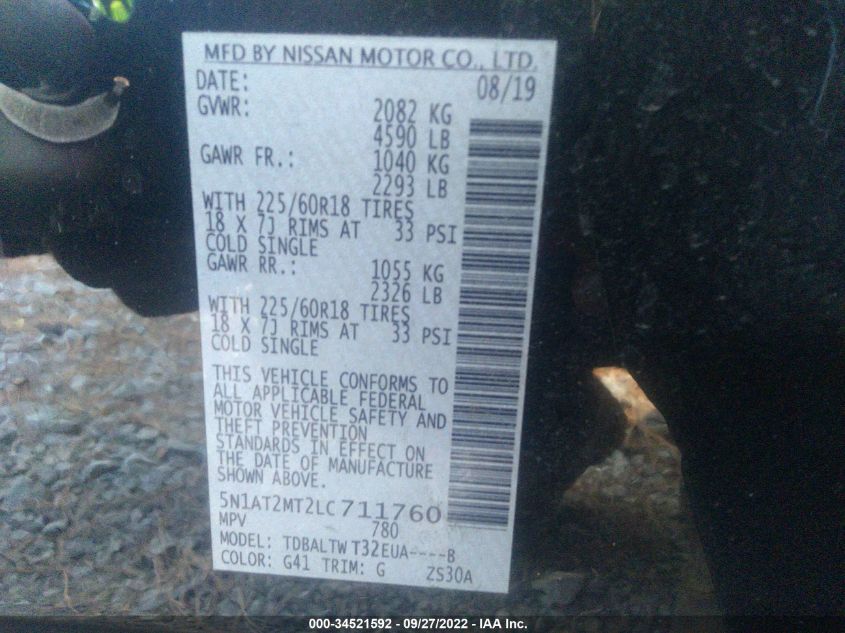 MFD BY NISSAN MOTOR CO., LTD.
DATE: 08/19
GVWR: 2082 KG
4590 LB
GAWR FR.: 1040 KG
2293 LB
WITH 225/60R18 TIRES
18 X 7J RIMS AT 33 PSI
COLD SINGLE
GAWR RR.: 1055 KG
2326 LB
WITH 225/60R18 TIRES
18 X 7J RIMS AT 33 PSI
COLD SINGLE
THIS VEHICLE CONFORMS TO
ALL APPLICABLE FEDERAL
MOTOR VEHICLE SAFETY AND
THEFT PREVENTION
STANDARDS IN EFFECT ON
THE DATE OF MANUFACTURE
SHOWN ABOVE.
5N1AT2MT2LC711760
MPV 780
MODEL: TDBALTW T32EUA----B
COLOR: G41 TRIM: G ZS30A
000-34521592 - 09/27/2022 - IAA Inc.